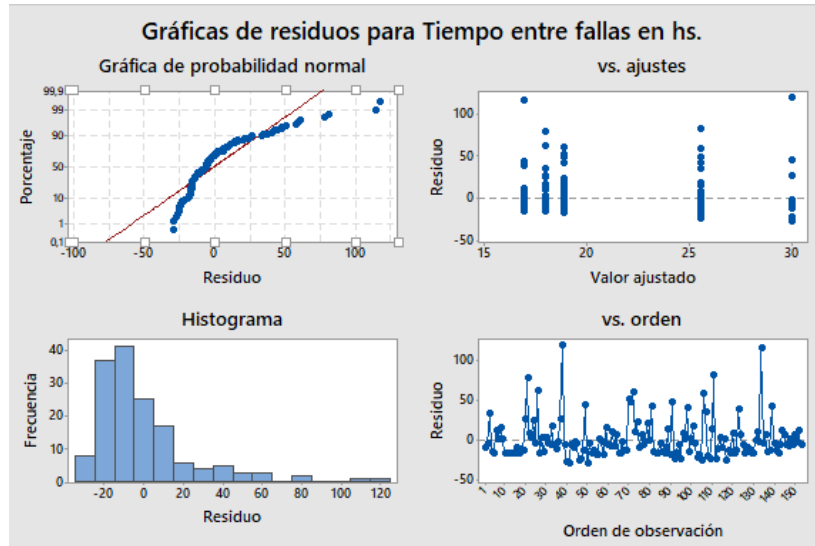 Gráficas de residuos para Tiempo entre fallas en hs.
Gráfica de probabilidad normal
99,9
99
90
50
10
1
0,1
Porcentaje
-100 -50 0 50 100
Residuo
vs. ajustes
100
50
0
-50
Residuo
15 20 25 30
Valor ajustado
Histograma
40
30
20
10
0
Frecuencia
-20 0 20 40 60 80 100 120
Residuo
vs. orden
100
50
0
-50
Residuo
1 10 20 30 40 50 60 70 80 90 100 110 120 130 140 150
Orden de observación